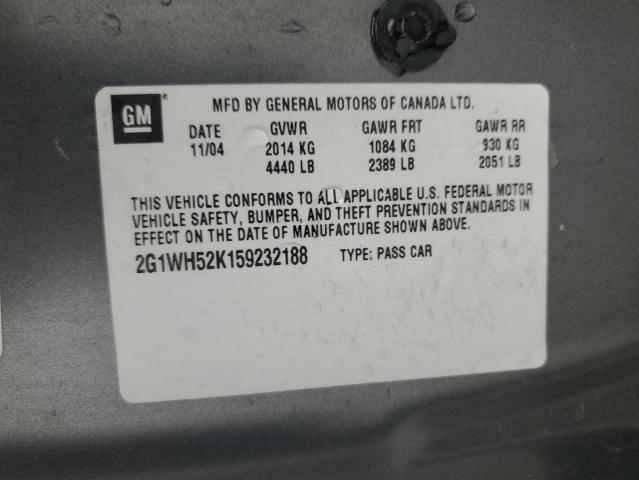 GM
MFD BY GENERAL MOTORS OF CANADA LTD.
DATE GVWR GAWR FRT GAWR RR
11/04 2014 KG 1084 KG 930 KG
4440 LB 2389 LB 2051 LB
THIS VEHICLE CONFORMS TO ALL APPLICABLE U.S. FEDERAL MOTOR
VEHICLE SAFETY, BUMPER, AND THEFT PREVENTION STANDARDS IN
EFFECT ON THE DATE OF MANUFACTURE SHOWN ABOVE.
2G1WH52K159232188 TYPE: PASS CAR